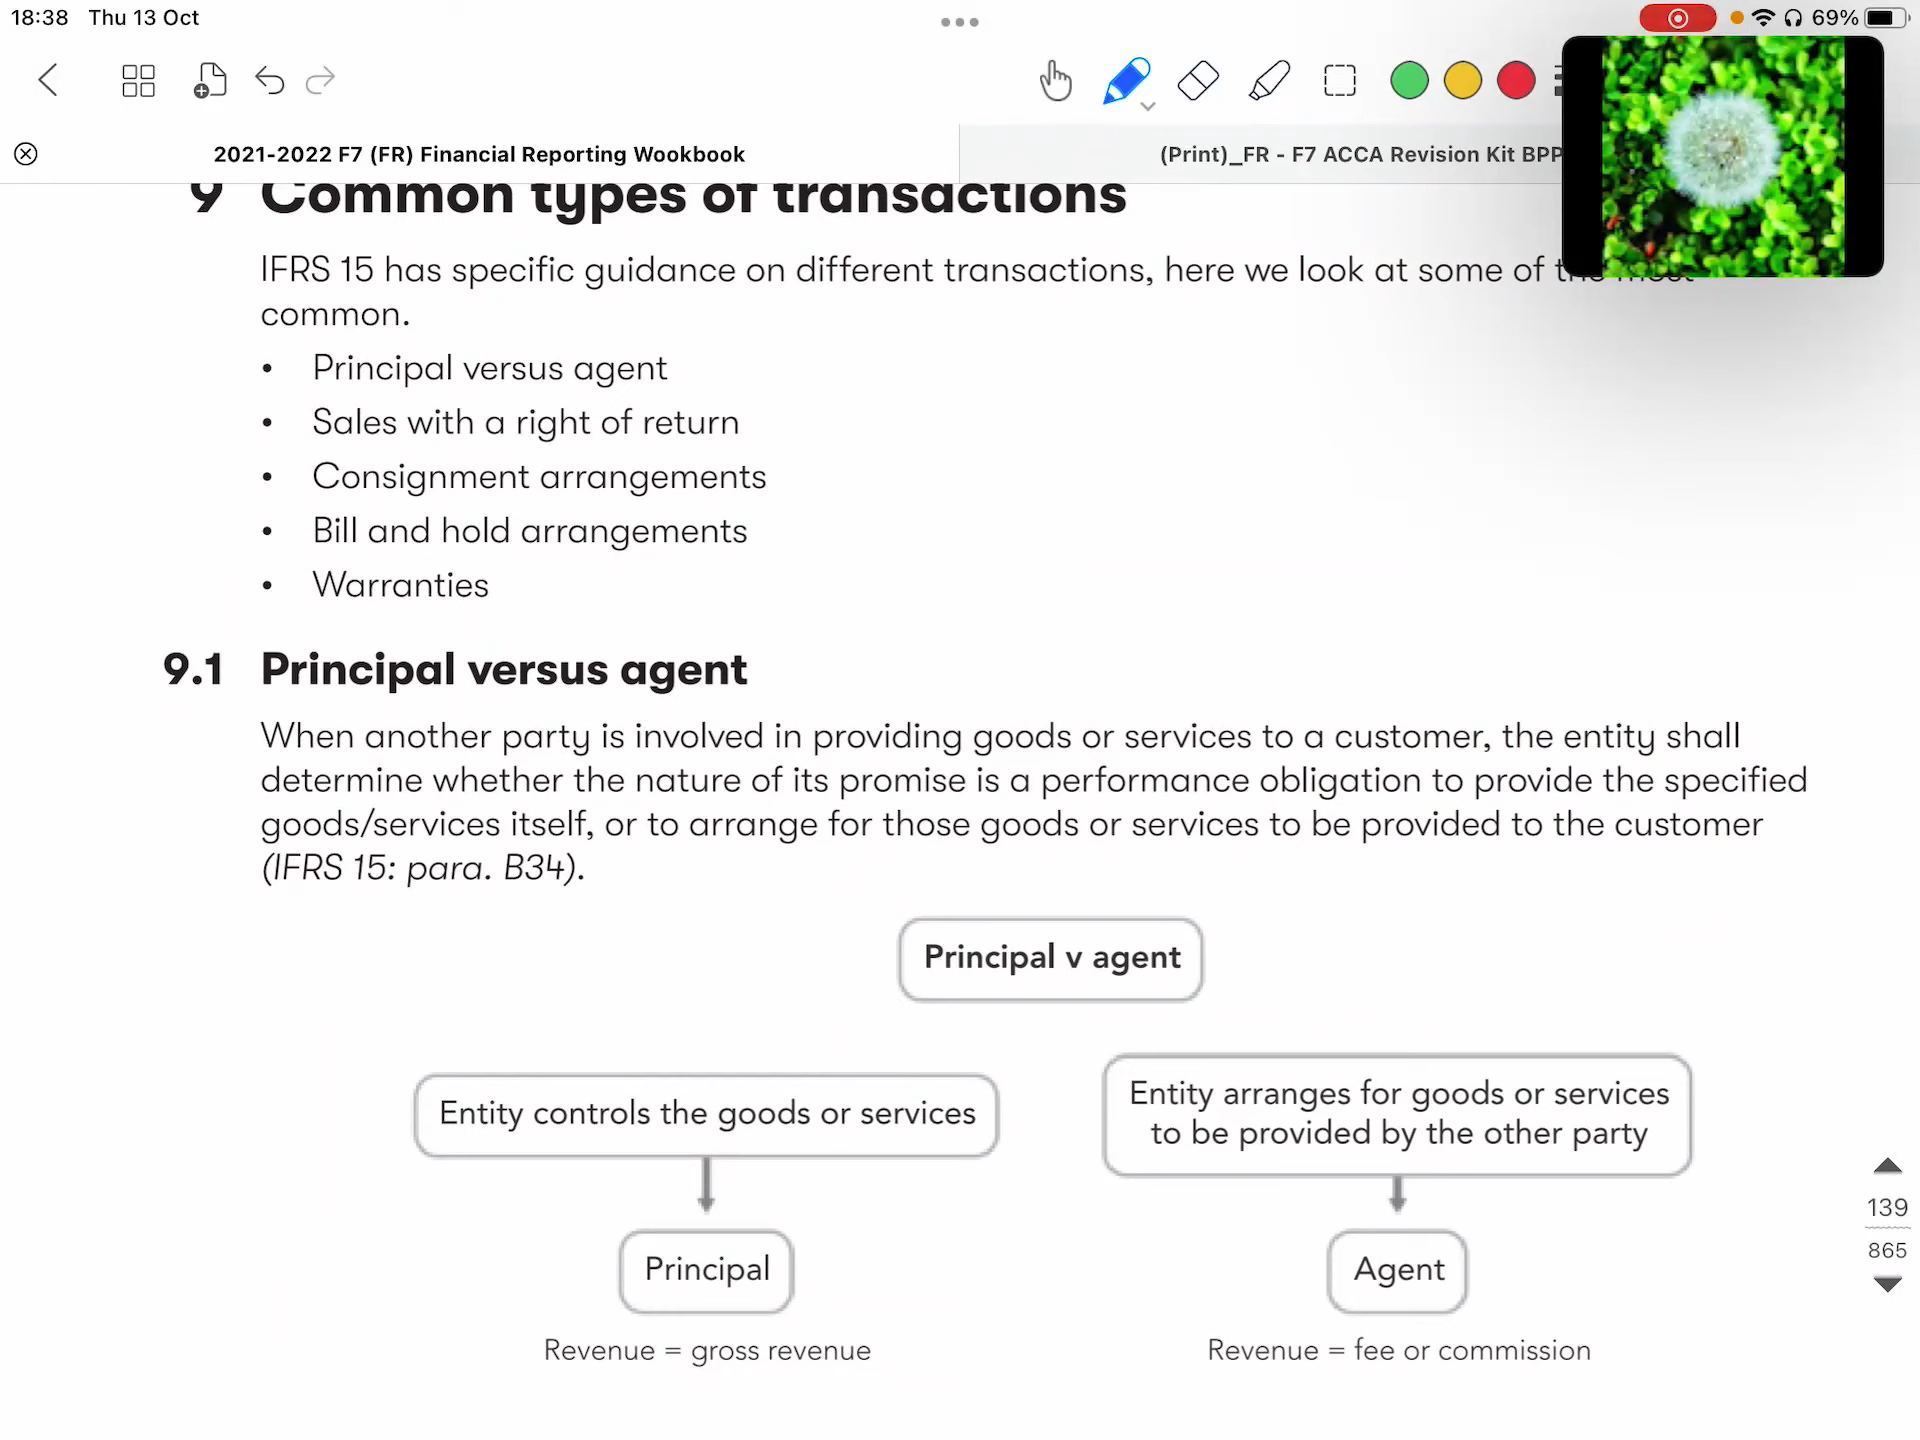 18:38 Thu 13 Oct
69%
2021-2022 F7 (FR) Financial Reporting Wookbook
(Print)_FR - F7 ACCA Revision Kit BPP
9 Common types of transactions
IFRS 15 has specific guidance on different transactions, here we look at some of the most
common.
• Principal versus agent
• Sales with a right of return
• Consignment arrangements
• Bill and hold arrangements
• Warranties
9.1 Principal versus agent
When another party is involved in providing goods or services to a customer, the entity shall
determine whether the nature of its promise is a performance obligation to provide the specified
goods/services itself, or to arrange for those goods or services to be provided to the customer
(IFRS 15: para. B34).
Principal v agent
Entity controls the goods or services
Entity arranges for goods or services
to be provided by the other party
Principal
Agent
Revenue = gross revenue
Revenue = fee or commission
139
865